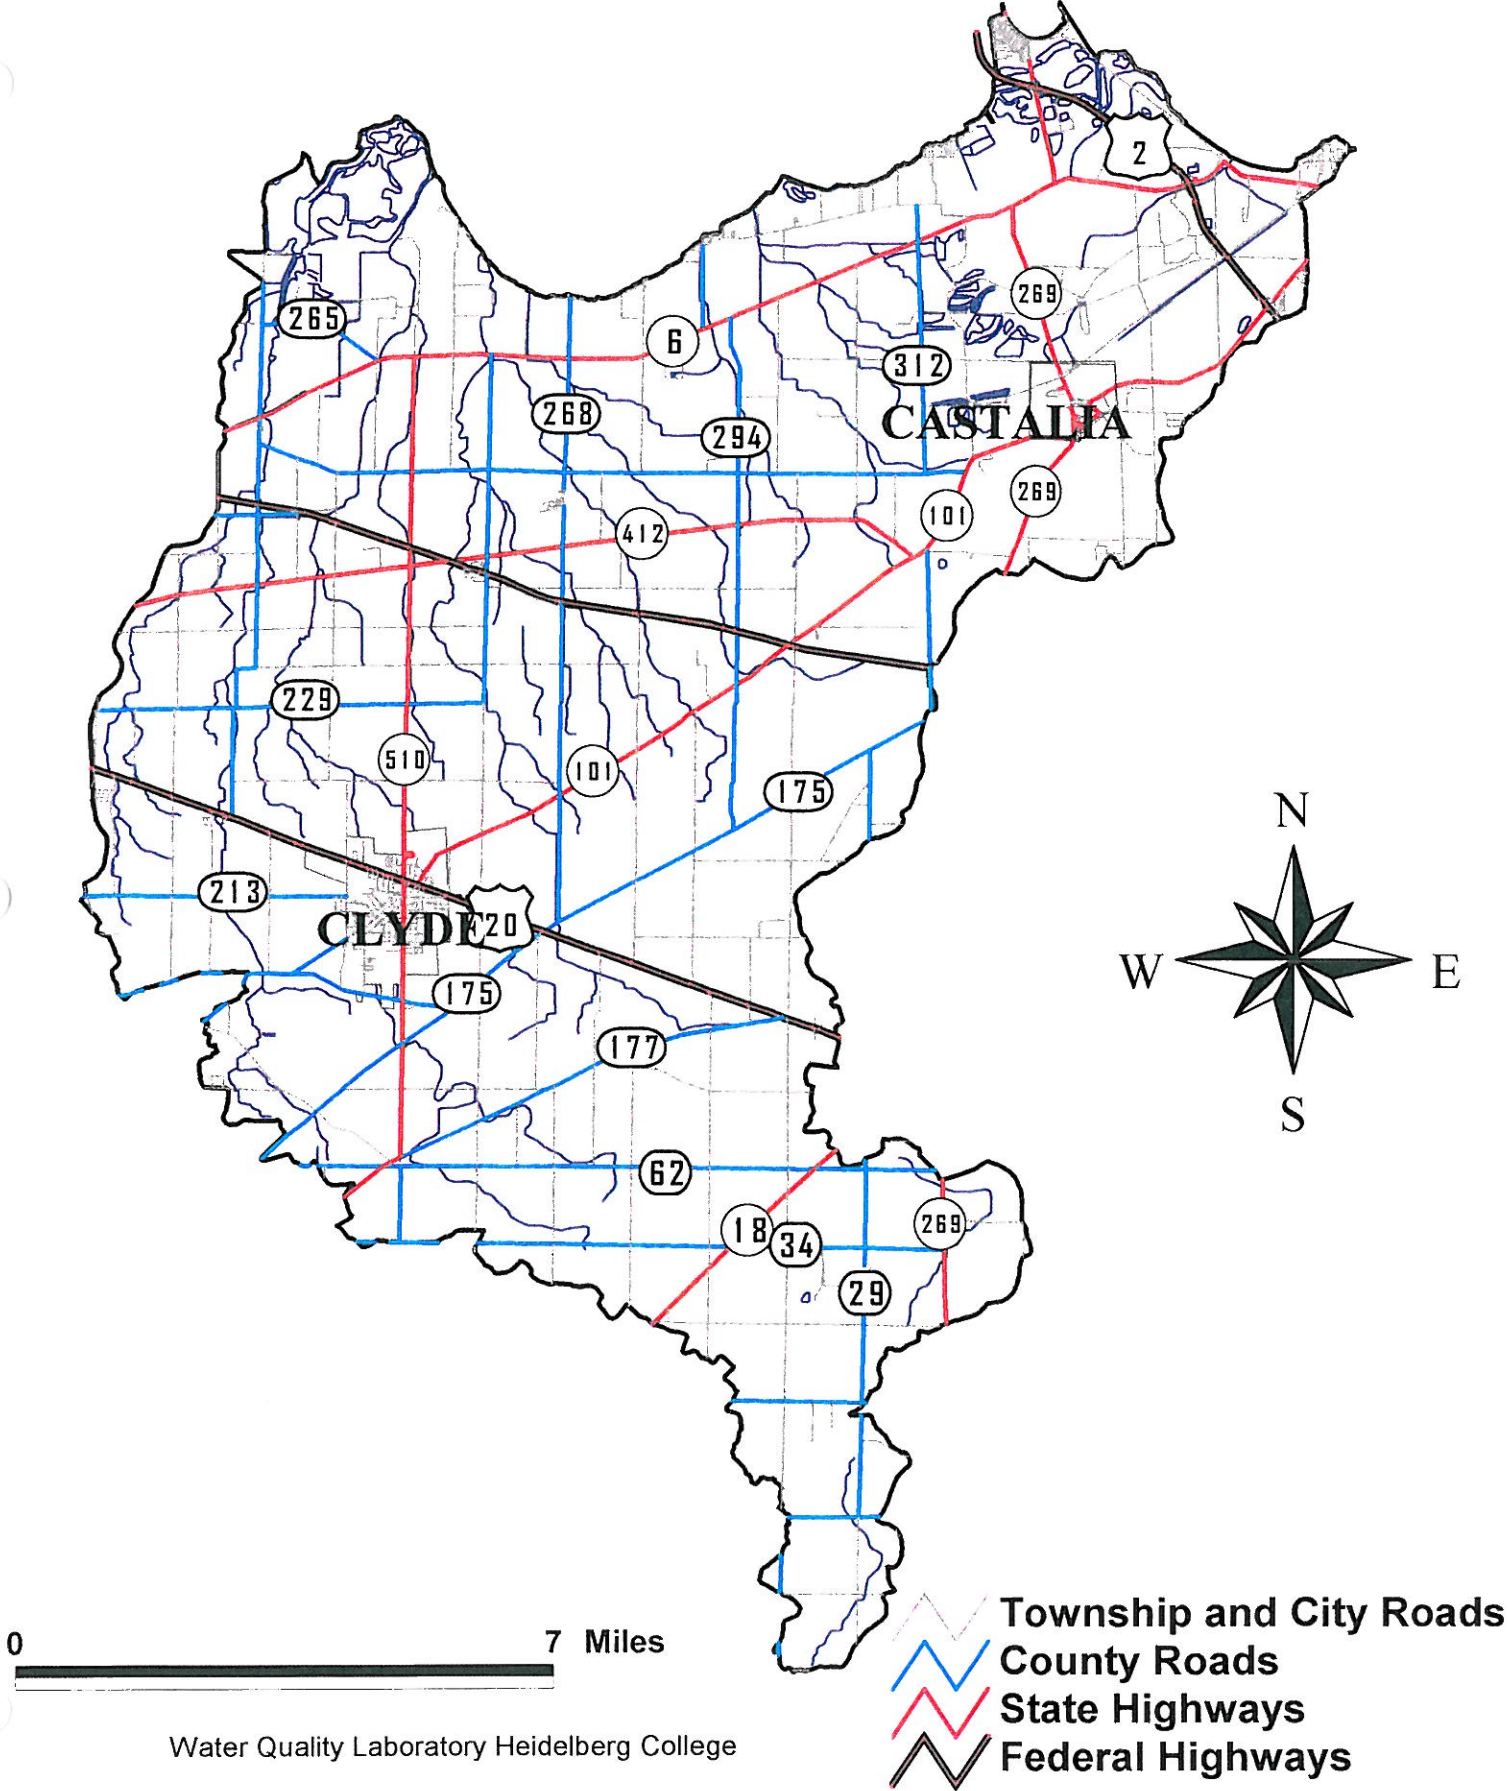 2
265
269
6
312
268
CASTALIA
294
269
101
412
229
510
101
175
N
213
CLYDE
20
W
E
175
177
S
62
18
34
269
29
Township and City Roads
0
7 Miles
County Roads
State Highways
Water Quality Laboratory Heidelberg College
Federal Highways